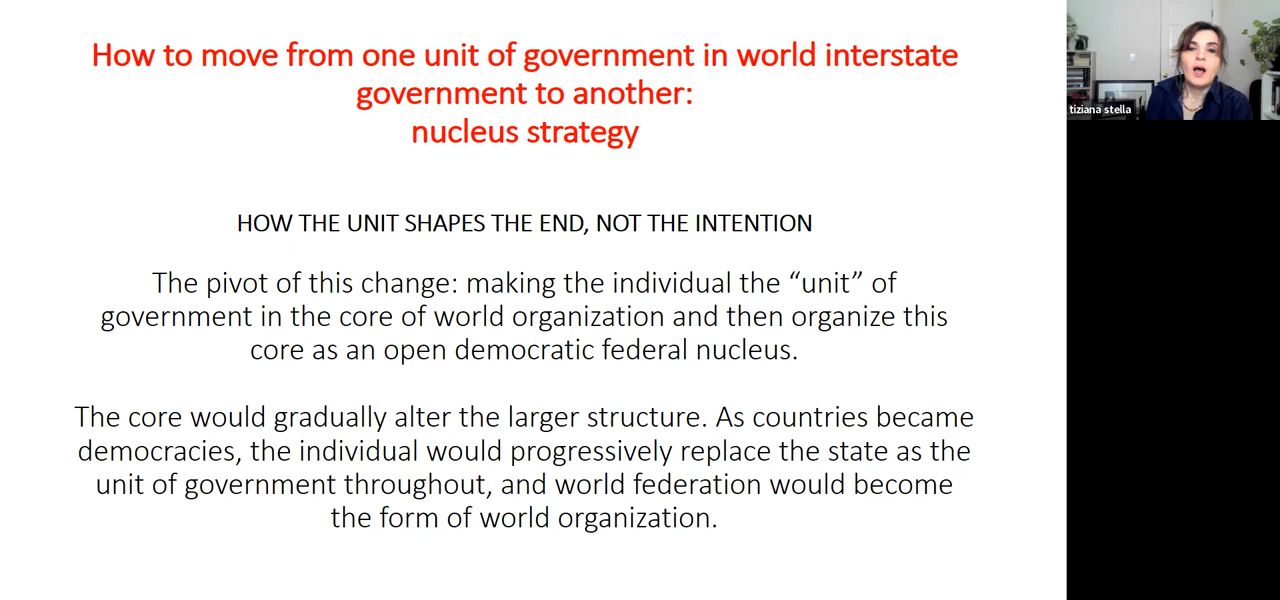 How to move from one unit of government in world interstate
government to another:
nucleus strategy
HOW THE UNIT SHAPES THE END, NOT THE INTENTION
The pivot of this change: making the individual the “unit” of
government in the core of world organization and then organize this
core as an open democratic federal nucleus.
The core would gradually alter the larger structure. As countries became
democracies, the individual would progressively replace the state as the
unit of government throughout, and world federation would become
the form of world organization.
tiziana stella